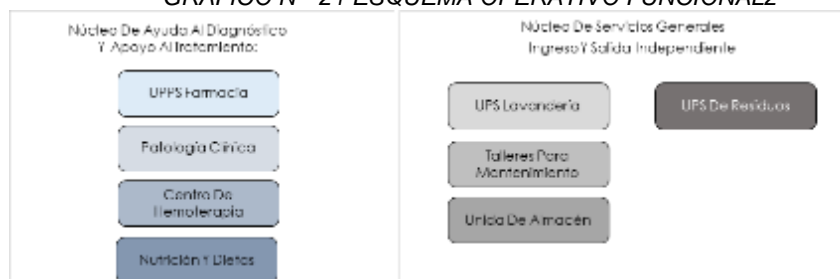 GRÁFICO N° 2 : ESQUEMA OPERATIVO FUNCIONAL2
Núcleo De Ayuda Al Diagnóstico
Y Apoyo Al Tratamiento:
UPPS Farmacia
Patología Clínica
Centro De
Hemoterapia
Nutrición Y Dietas
Núcleo De Servicios Generales
Ingreso Y Salida Independiente
UPS Lavandería
UPS De Residuos
Talleres Para
Mantenimiento
Unida De Almacén